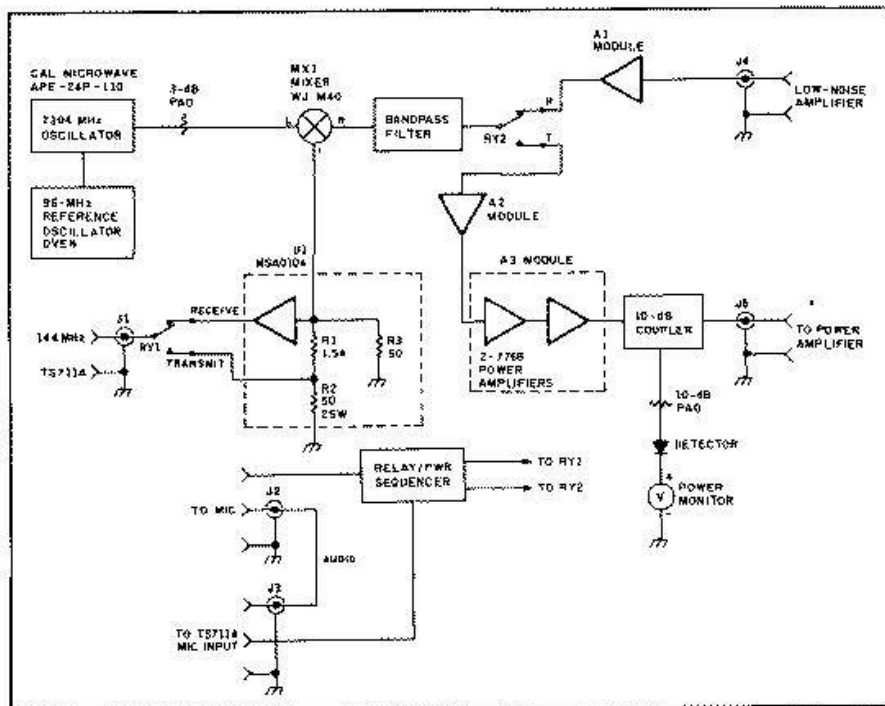 CAL MICROWAVE
APE-24P-110
2304 MHz
OSCILLATOR
96-MHz
REFERENCE
OSCILLATOR
OVEN
3-dB
PAD
MX1
MIXER
WJ M40
L
R
I
BANDPASS
FILTER
RY2
R
T
A1
MODULE
J4
LOW-NOISE
AMPLIFIER
A2
MODULE
A3 MODULE
2-7768
POWER
AMPLIFIERS
10-dB
COUPLER
J5
TO POWER
AMPLIFIER
10-dB
PAD
DETECTOR
+
V
-
POWER
MONITOR
U1
MSA0104
R1
1.5k
R2
50
25W
R3
50
144 MHz
TS711A
J1
RY1
RECEIVE
TRANSMIT
RELAY/PWR
SEQUENCER
TO RY1
TO RY2
J2
TO MIC
AUDIO
J3
TO TS711A
MIC INPUT